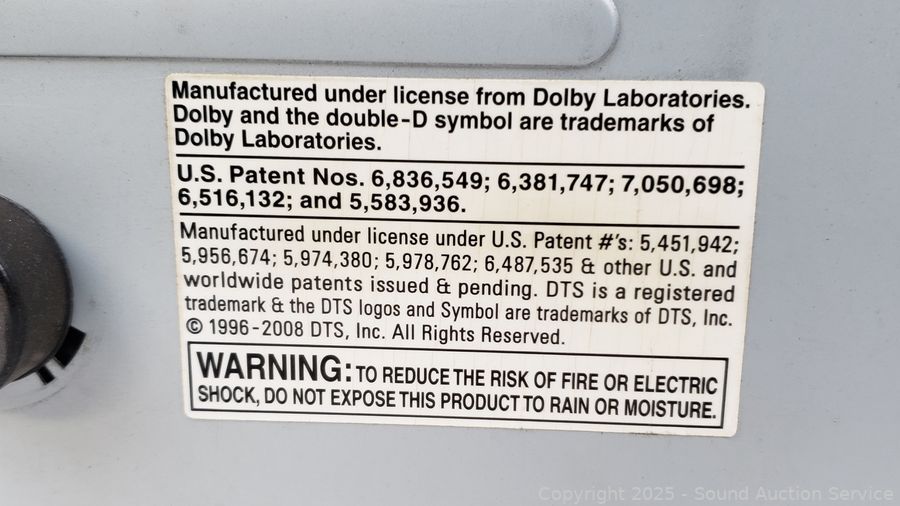 Manufactured under license from Dolby Laboratories.
Dolby and the double-D symbol are trademarks of
Dolby Laboratories.
U.S. Patent Nos. 6,836,549; 6,381,747; 7,050,698;
6,516,132; and 5,583,936.
Manufactured under license under U.S. Patent #'s: 5,451,942;
5,956,674; 5,974,380; 5,978,762; 6,487,535 & other U.S. and
worldwide patents issued & pending. DTS is a registered
trademark & the DTS logos and Symbol are trademarks of DTS, Inc.
© 1996-2008 DTS, Inc. All Rights Reserved.
WARNING: TO REDUCE THE RISK OF FIRE OR ELECTRIC
SHOCK, DO NOT EXPOSE THIS PRODUCT TO RAIN OR MOISTURE.
Copyright 2025 - Sound Auction Service